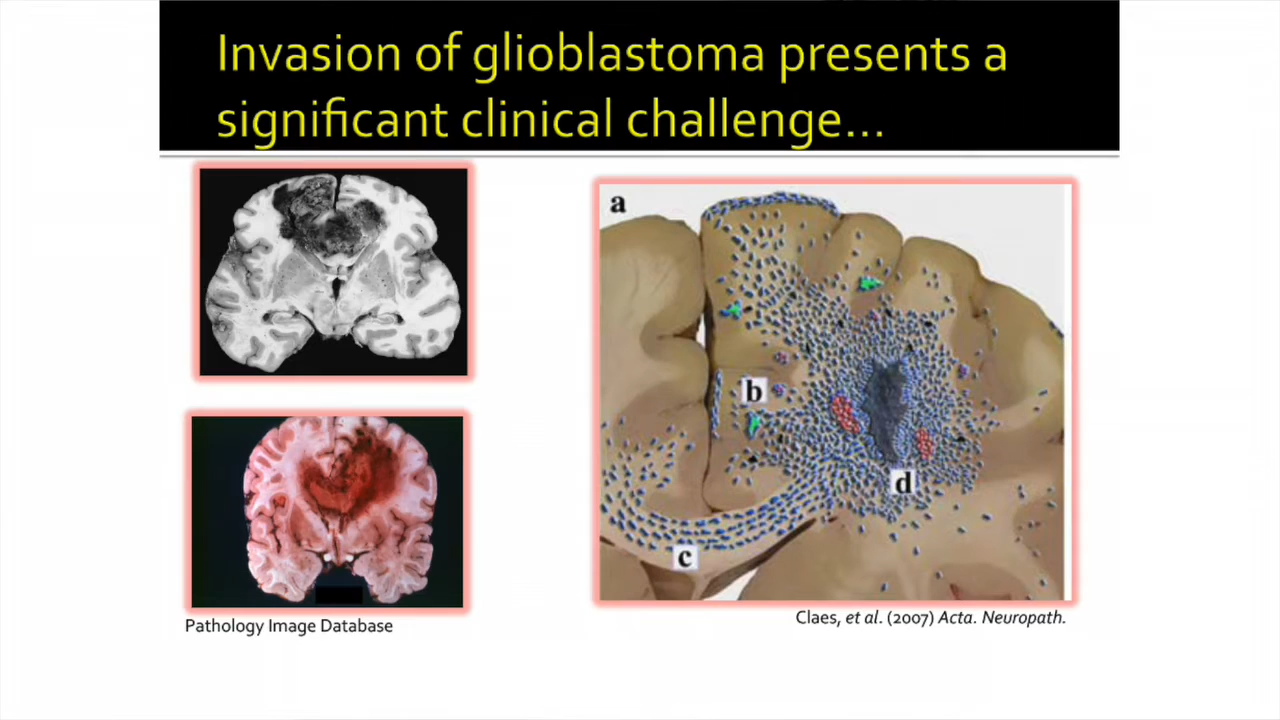 Invasion of glioblastoma presents a
significant clinical challenge...
a
b
d
c
Pathology Image Database
Claes, et al. (2007) Acta. Neuropath.